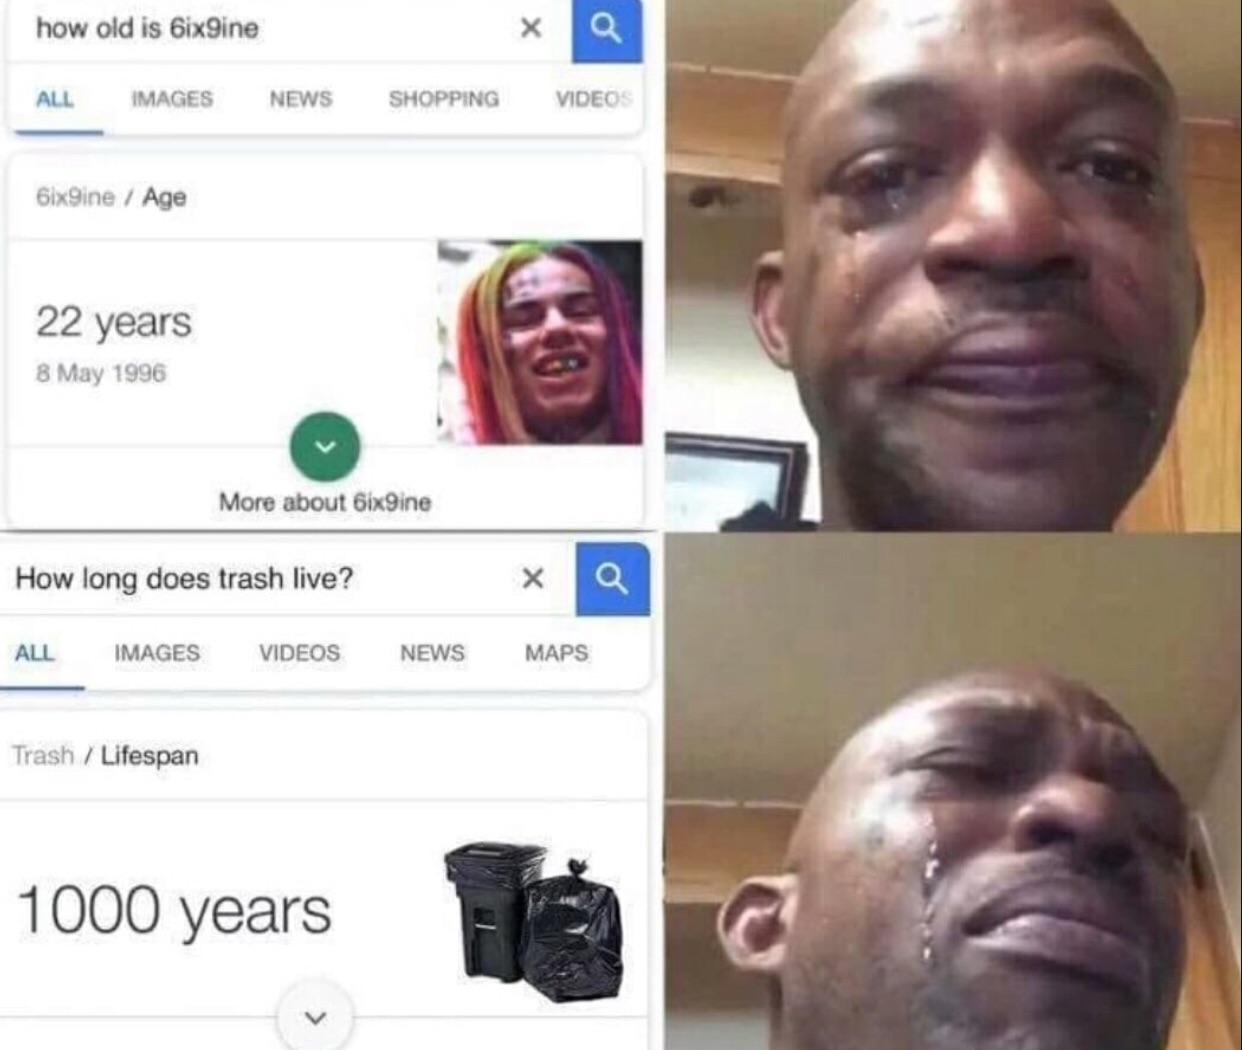 how old is 6ix9ine ×
ALL IMAGES NEWS SHOPPING VIDEOS
6ix9ine / Age
22 years
8 May 1996
More about 6ix9ine
How long does trash live? ×
ALL IMAGES VIDEOS NEWS MAPS
Trash / Lifespan
1000 years